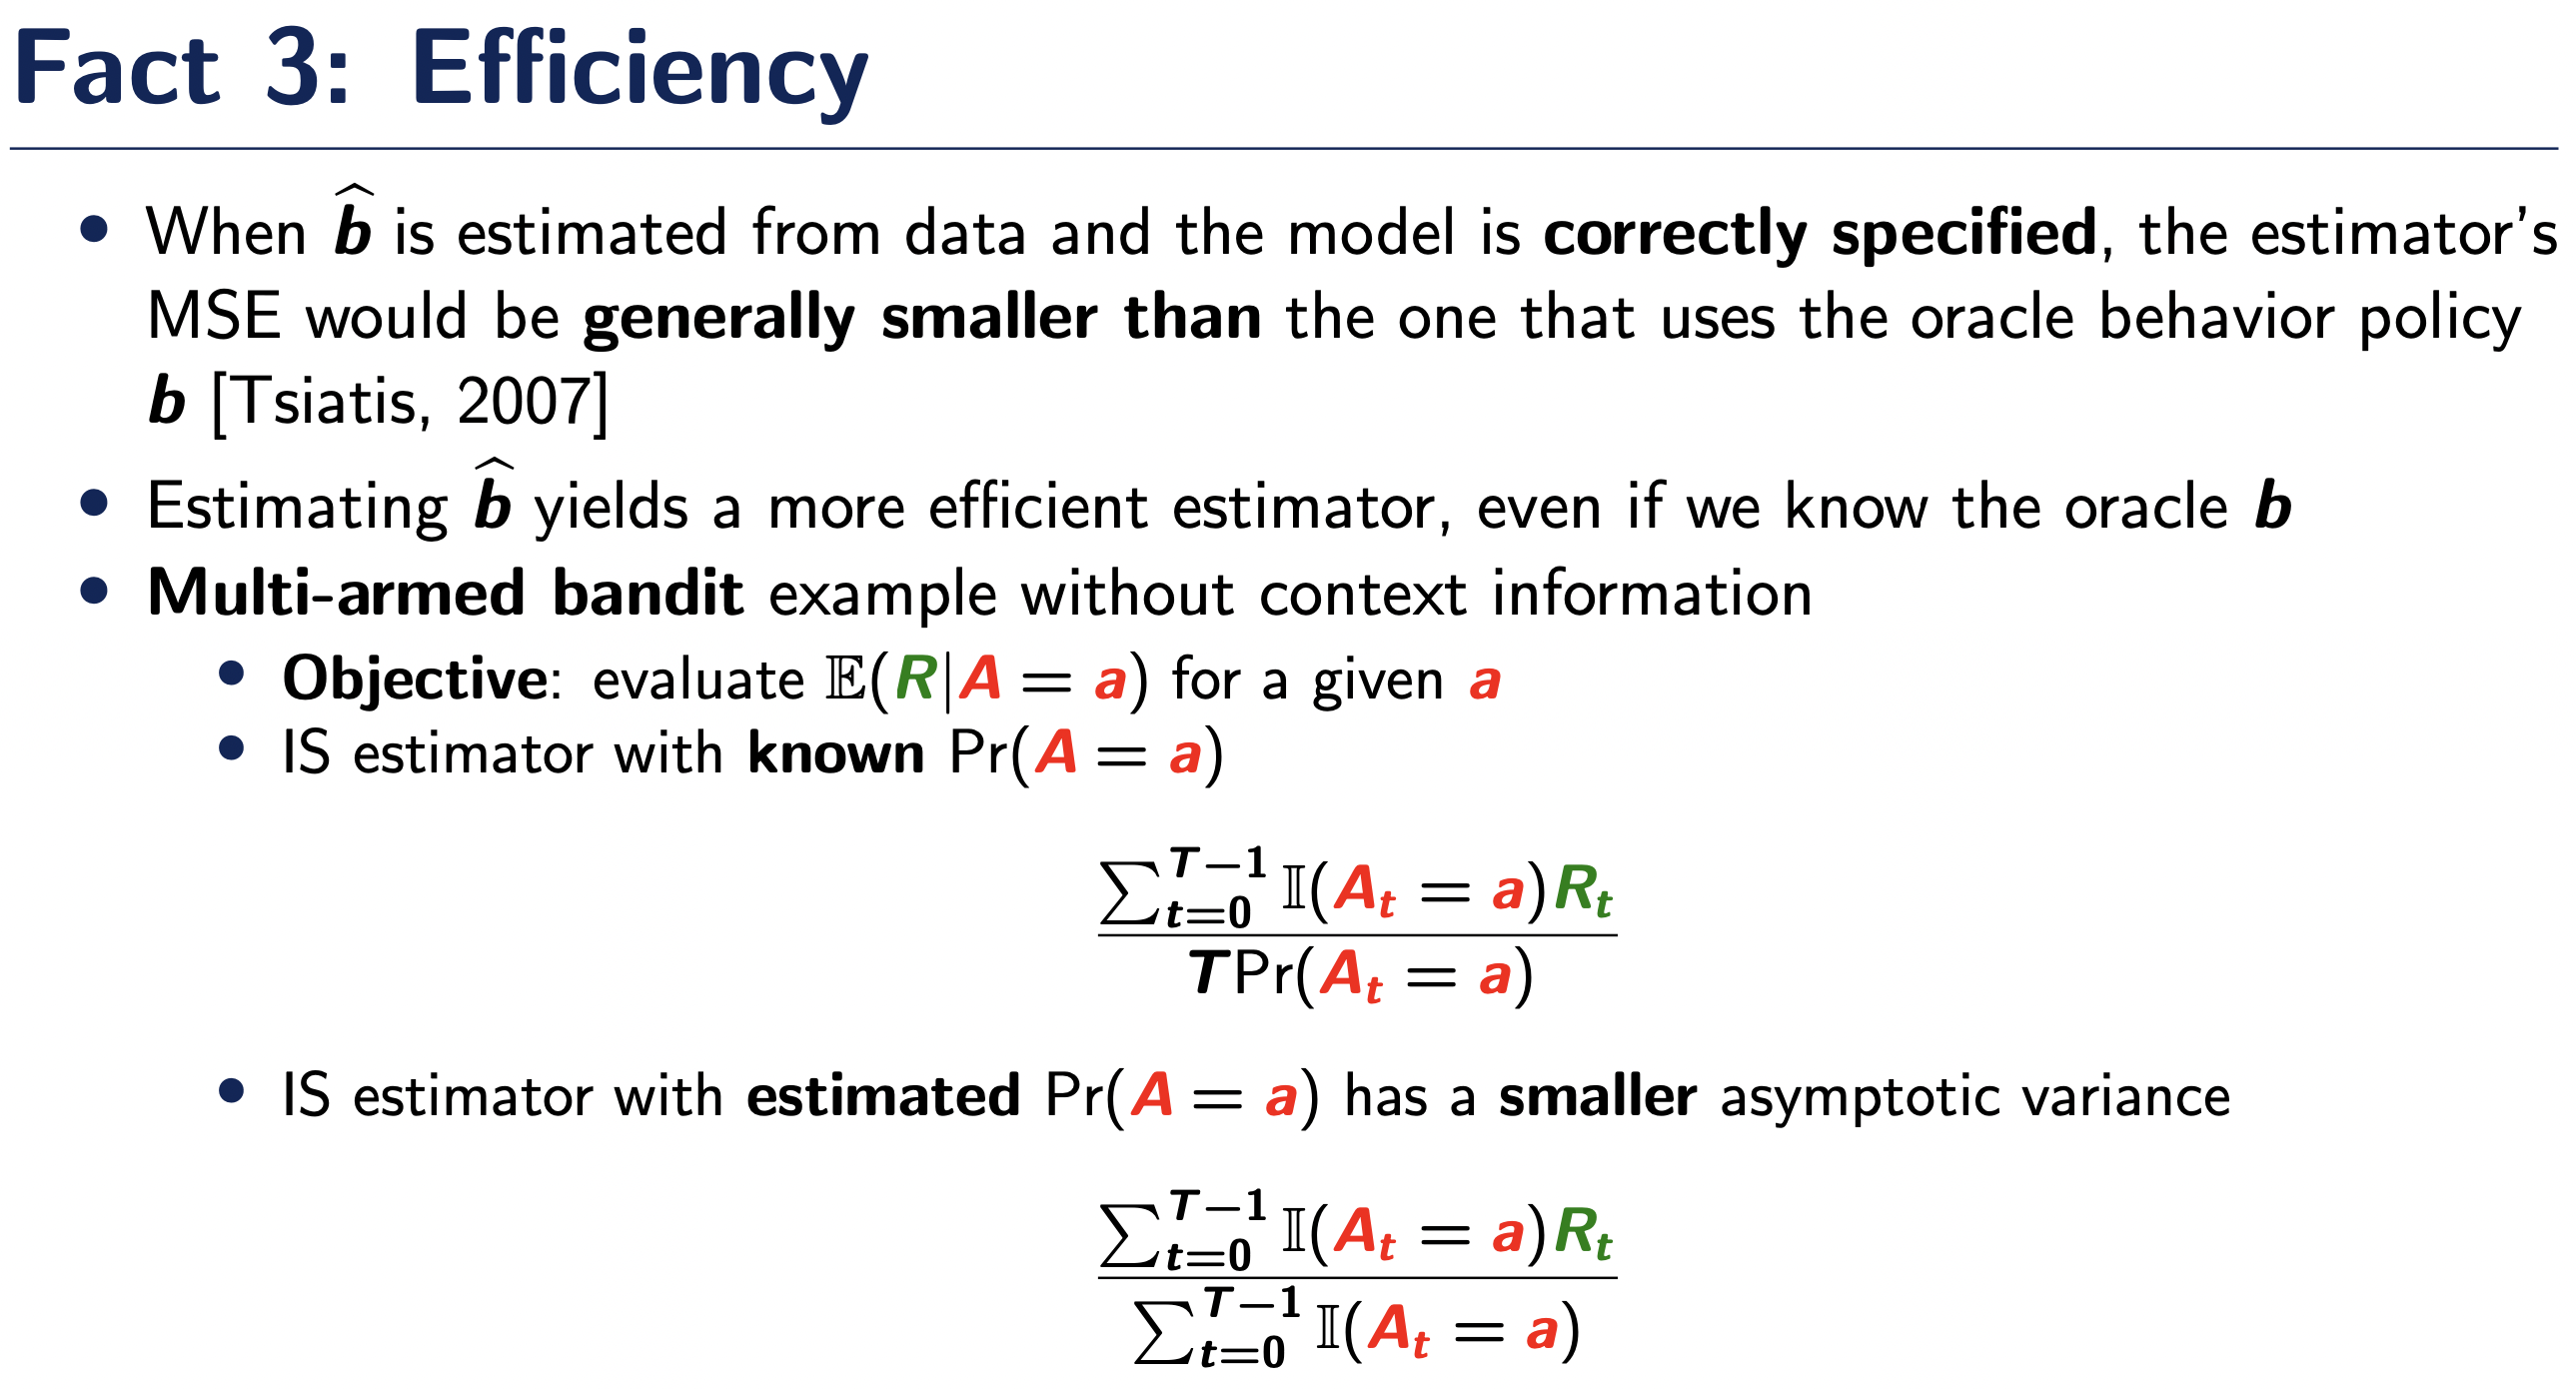 Fact 3: Efficiency
• When $\widehat{b}$ is estimated from data and the model is correctly specified, the estimator's
MSE would be generally smaller than the one that uses the oracle behavior policy
b [Tsiatis, 2007]
• Estimating $\widehat{b}$ yields a more efficient estimator, even if we know the oracle b
• Multi-armed bandit example without context information
• Objective: evaluate $\mathbb{E}(R|A = a)$ for a given a
• IS estimator with known Pr(A = a)
$\frac{\sum_{t=0}^{T-1} \mathbb{I}(A_t = a) R_t}{T \Pr(A_t = a)}$
• IS estimator with estimated Pr(A = a) has a smaller asymptotic variance
$\frac{\sum_{t=0}^{T-1} \mathbb{I}(A_t = a) R_t}{\sum_{t=0}^{T-1} \mathbb{I}(A_t = a)}$